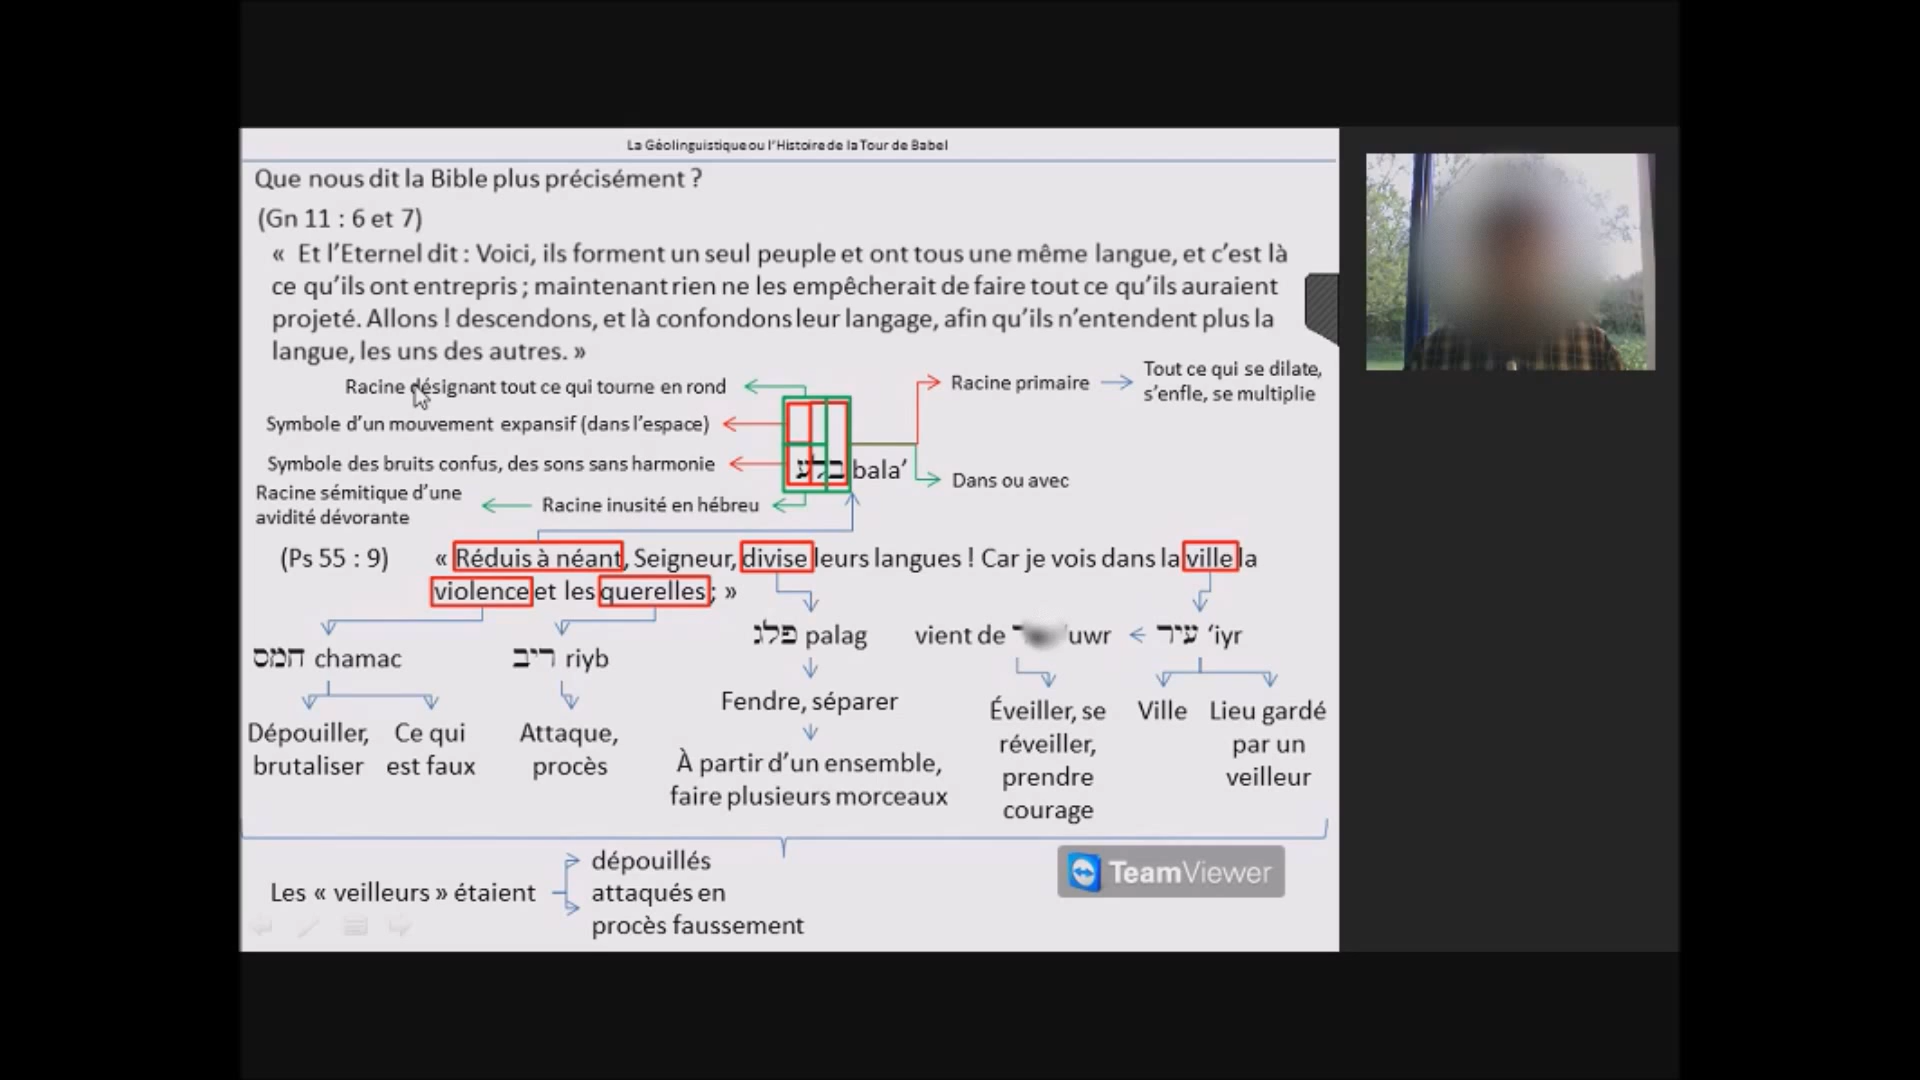 La Géolinguistique ou l'Histoire de la Tour de Babel
Que nous dit la Bible plus précisément ?
(Gn 11 : 6 et 7)
« Et l'Eternel dit : Voici, ils forment un seul peuple et ont tous une même langue, et c'est là
ce qu'ils ont entrepris ; maintenant rien ne les empêcherait de faire tout ce qu'ils auraient
projeté. Allons ! descendons, et là confondons leur langage, afin qu'ils n'entendent plus la
langue, les uns des autres. »
Racine désignant tout ce qui tourne en rond
Symbole d'un mouvement expansif (dans l'espace)
Symbole des bruits confus, des sons sans harmonie
Racine sémitique d'une
avidité dévorante
Racine inusité en hébreu
בלע bala'
Racine primaire
Tout ce qui se dilate,
s'enfle, se multiplie
Dans ou avec
(Ps 55 : 9)
« Réduis à néant, Seigneur, divise leurs langues ! Car je vois dans la ville la
violence et les querelles ; »
חמס chamac
Dépouiller,
brutaliser
Ce qui
est faux
ריב riyb
Attaque,
procès
פלג palag
Fendre, séparer
À partir d'un ensemble,
faire plusieurs morceaux
vient de
'uwr
Éveiller, se
réveiller,
prendre
courage
עיר 'iyr
Ville
Lieu gardé
par un
veilleur
Les « veilleurs » étaient
dépouillés
attaqués en
procès faussement
TeamViewer